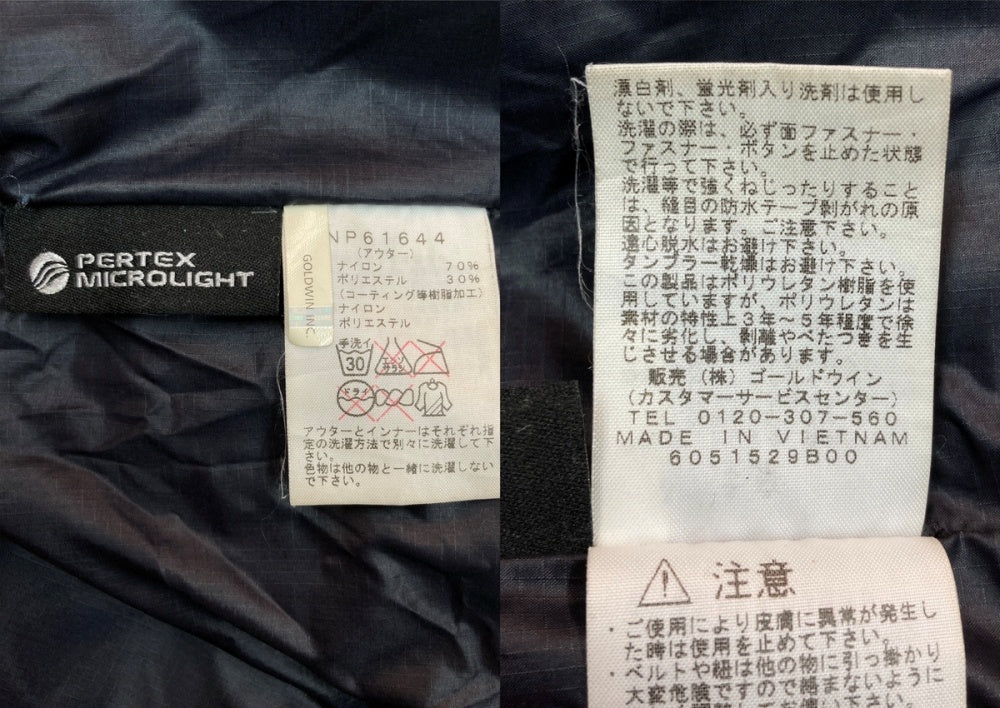 PERTEX
MICROLIGHT
GOLDWIN INC
NP61644
(アウター)
ナイロン 70%
ポリエステル 30%
(コーティング等樹脂加工)
ナイロン
ポリエステル
手洗イ
30
エンソ
サラシ
ドライ
アウターとインナーはそれぞれ指
定の洗濯方法で別々に洗濯して下
さい。
色物は他の物と一緒に洗濯しない
で下さい。
漂白剤、蛍光剤入り洗剤は使用し
ないで下さい。
洗濯の際は、必ず面ファスナー・
ファスナー・ボタンを止めた状態
で行って下さい。
洗濯等で強くねじったりすること
は、縫目の防水テープ剥がれの原
因となります。ご注意下さい。
遠心脱水はお避け下さい。
タンブラー乾燥はお避け下さい。
この製品はポリウレタン樹脂を使
用していますが、ポリウレタンは
素材の特性上3年〜5年程度で徐
々に劣化し、剥離やべたつきを生
じさせる場合があります。
販売(株)ゴールドウイン
(カスタマーサービスセンター)
TEL 0120-307-560
MADE IN VIETNAM
6051529B00
注意
・ご使用により皮膚に異常が発生し
た時は使用を止めて下さい。
・ベルトや紐は他の物に引っ掛かり
大変危険ですので絡まないように